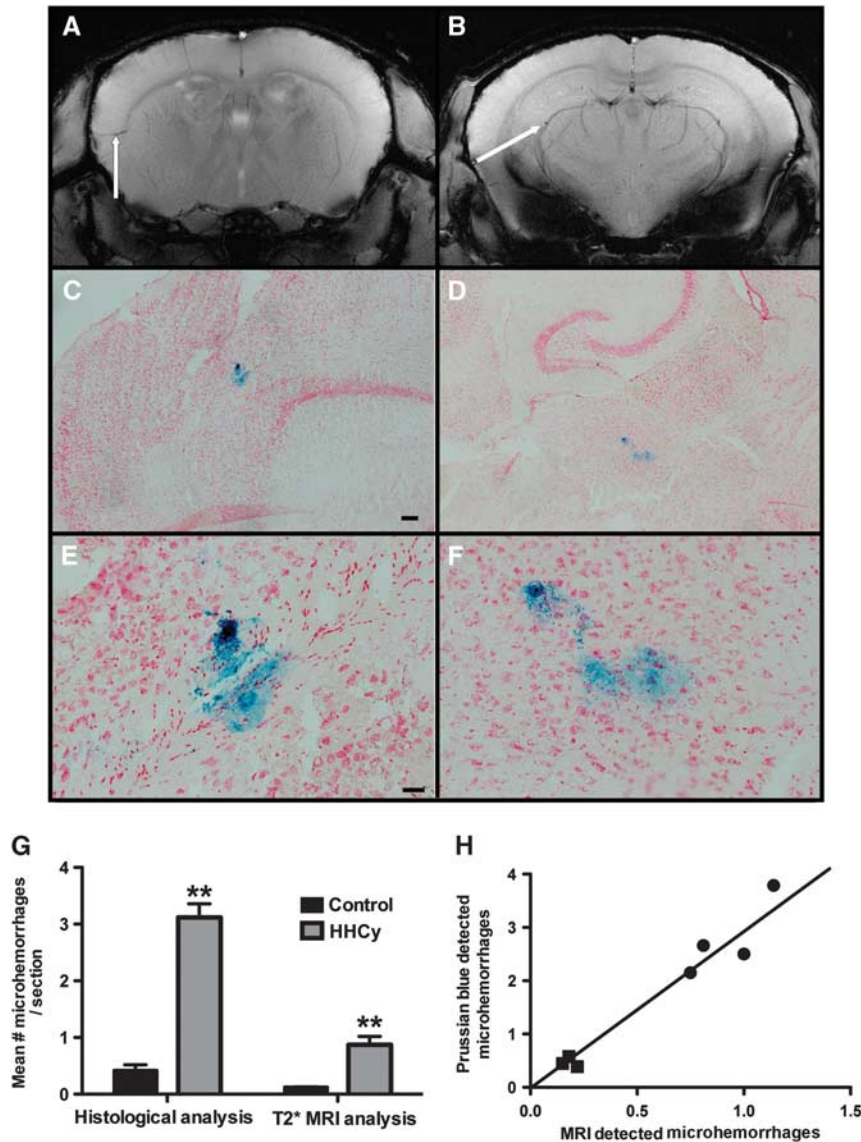 A
B
C
D
E
F
G
Mean # microhemorrhages
/ section
4
3
2
1
0
**
**
Control
HHCy
Histological analysis
T2* MRI analysis
H
Prussian blue detected
microhemorrhages
4
3
2
1
0
0.0
0.5
1.0
1.5
MRI detected microhemorrhages